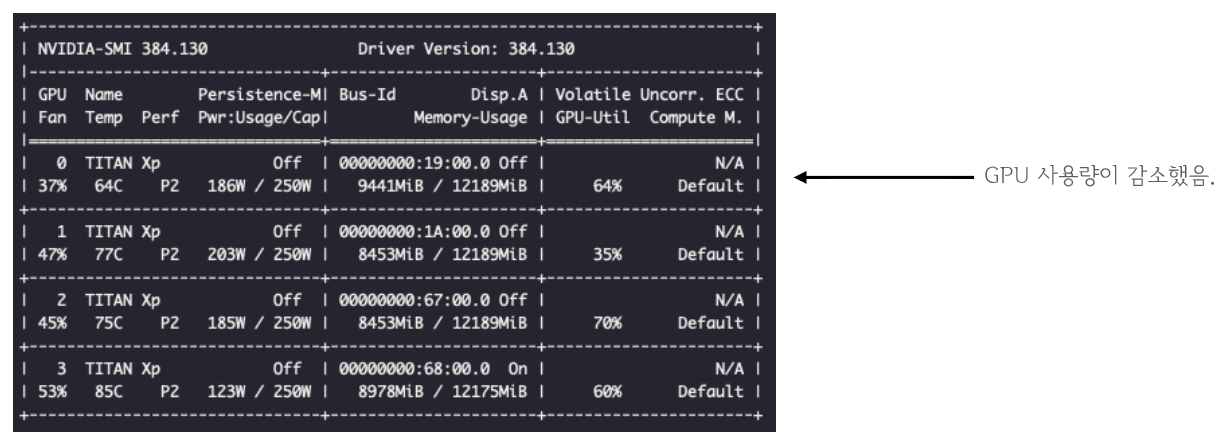 +-----------------------------------------------------------------------------+
| NVIDIA-SMI 384.130                Driver Version: 384.130                   |
|-------------------------------+----------------------+----------------------+
| GPU  Name        Persistence-M| Bus-Id        Disp.A | Volatile Uncorr. ECC |
| Fan  Temp  Perf  Pwr:Usage/Cap|         Memory-Usage | GPU-Util  Compute M. |
|===============================+======================+======================|
|   0  TITAN Xp            Off  | 00000000:19:00.0 Off |                  N/A |
| 37%   64C    P2   186W / 250W |   9441MiB / 12189MiB |     64%      Default |
+-------------------------------+----------------------+----------------------+
|   1  TITAN Xp            Off  | 00000000:1A:00.0 Off |                  N/A |
| 47%   77C    P2   203W / 250W |   8453MiB / 12189MiB |     35%      Default |
+-------------------------------+----------------------+----------------------+
|   2  TITAN Xp            Off  | 00000000:67:00.0 Off |                  N/A |
| 45%   75C    P2   185W / 250W |   8453MiB / 12189MiB |     70%      Default |
+-------------------------------+----------------------+----------------------+
|   3  TITAN Xp            Off  | 00000000:68:00.0  On |                  N/A |
| 53%   85C    P2   123W / 250W |   8978MiB / 12175MiB |     60%      Default |
+-------------------------------+----------------------+----------------------+
GPU 사용량이 감소했음.